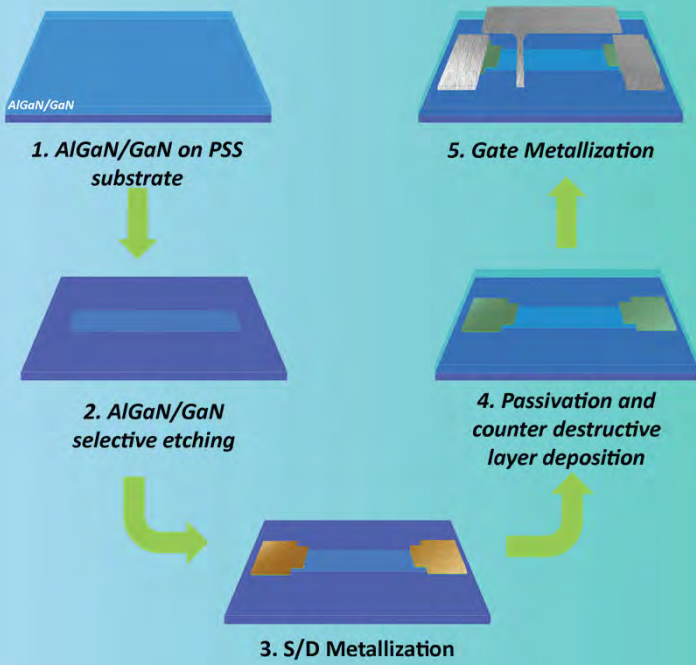 AlGaN/GaN
1. AlGaN/GaN on PSS
substrate
2. AlGaN/GaN
selective etching
3. S/D Metallization
4. Passivation and
counter destructive
layer deposition
5. Gate Metallization